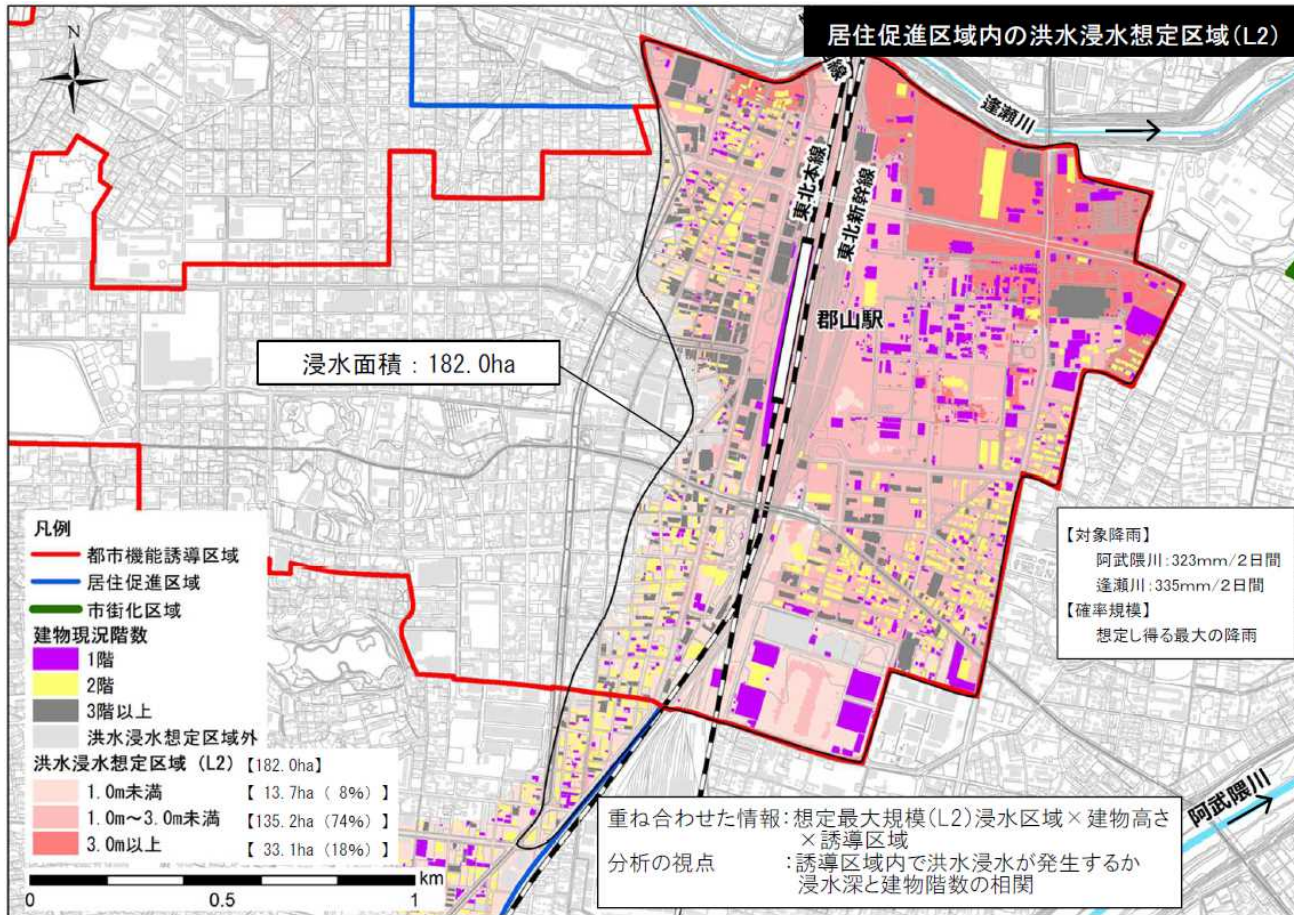 居住促進区域内の洪水浸水想定区域(L2)
N
逢瀬川
東北本線
東北新幹線
郡山駅
浸水面積：182.0ha
凡例
都市機能誘導区域
居住促進区域
市街化区域
建物現況階数
1階
2階
3階以上
洪水浸水想定区域外
洪水浸水想定区域（L2）【182.0ha】
1.0m未満 【 13.7ha ( 8%) 】
1.0m～3.0m未満 【135.2ha (74%) 】
3.0m以上 【 33.1ha (18%) 】
km
0 0.5 1
【対象降雨】
阿武隈川：323mm/2日間
逢瀬川：335mm/2日間
【確率規模】
想定し得る最大の降雨
阿武隈川
重ね合わせた情報：想定最大規模(L2)浸水区域×建物高さ
×誘導区域
分析の視点 ：誘導区域内で洪水浸水が発生するか
浸水深と建物階数の相関